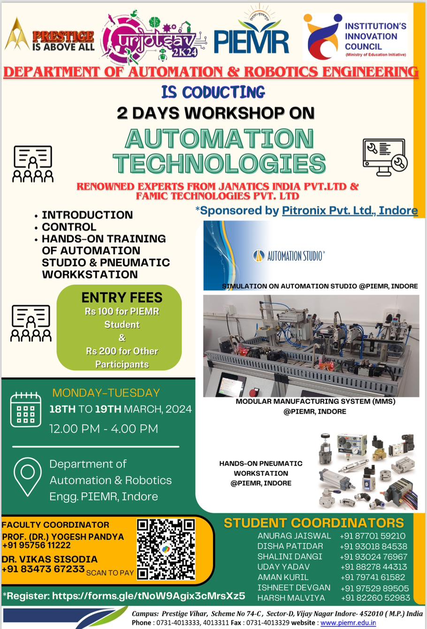 PRESTIGE
IS ABOVE ALL
Urjotsav
2K24
PIEMR
INSTITUTION'S
INNOVATION
COUNCIL
(Ministry of Education Initiative)
DEPARTMENT OF AUTOMATION & ROBOTICS ENGINEERING
IS CODUCTING
2 DAYS WORKSHOP ON
AUTOMATION
TECHNOLOGIES
RENOWNED EXPERTS FROM JANATICS INDIA PVT.LTD &
FAMIC TECHNOLOGIES PVT. LTD
*Sponsored by Pitronix Pvt. Ltd., Indore
• INTRODUCTION
• CONTROL
• HANDS-ON TRAINING
OF AUTOMATION
STUDIO & PNEUMATIC
WORKKSTATION
AUTOMATION STUDIO™
SIMULATION ON AUTOMATION STUDIO @PIEMR, INDORE
ENTRY FEES
Rs 100 for PIEMR
Student
&
Rs 200 for Other
Participants
MODULAR MANUFACTURING SYSTEM (MMS)
@PIEMR, INDORE
MONDAY-TUESDAY
18TH TO 19TH MARCH, 2024
12.00 PM - 4.00 PM
Department of
Automation & Robotics
Engg. PIEMR, Indore
HANDS-ON PNEUMATIC
WORKSTATION
@PIEMR, INDORE
FACULTY COORDINATOR
PROF. (DR.) YOGESH PANDYA
+91 95756 11222
DR. VIKAS SISODIA
+91 83473 67233
SCAN TO PAY
STUDENT COORDINATORS
ANURAG JAISWAL +91 87701 59210
DISHA PATIDAR +91 93018 84538
SHALINI DANGI +91 93024 76967
UDAY YADAV +91 88278 44313
AMAN KURIL +91 79741 61582
ISHNEET DEVGAN +91 97529 89505
HARSH MALVIYA +91 82260 52983
*Register: https://forms.gle/tNoW9Agix3cMrsXz5
Campus: Prestige Vihar, Scheme No 74-C, Sector-D, Vijay Nagar Indore- 452010 ( M.P.) India
Phone : 0731-4013333, 4013311 Fax : 0731-4013329 website : www.piemr.edu.in